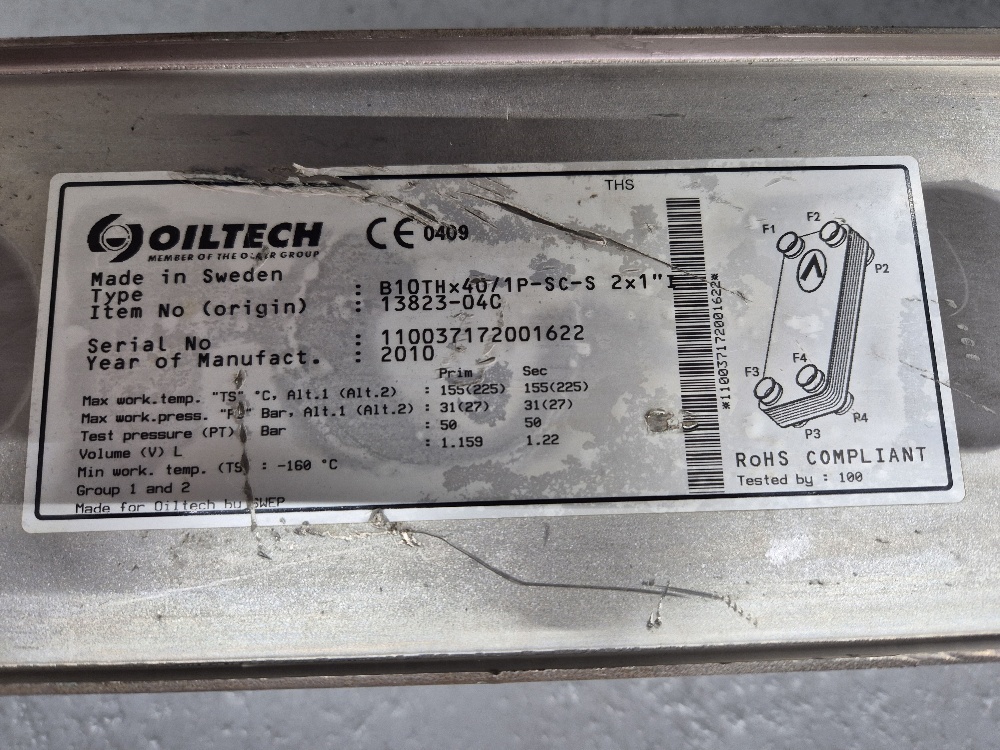 THS
OILTECH
MEMBER OF THE OLAER GROUP
CE 0409
Made in Sweden
Type : B10THx40/1P-SC-S 2x1"
Item No (origin) : 13823-04C
Serial No : 110037172001622
Year of Manufact. : 2010
Prim Sec
Max work.temp. "TS" °C, Alt.1 (Alt.2) : 155(225) 155(225)
Max work.press. "PS" Bar, Alt.1 (Alt.2) : 31(27) 31(27)
Test pressure (PT) Bar : 50 50
Volume (V) L : 1.159 1.22
Min work. temp. (TS) : -160 °C
Group 1 and 2
Made for Oiltech by SWEP
*110037172001622*
F1
F2
P2
F3
F4
P4
P3
RoHS COMPLIANT
Tested by : 100